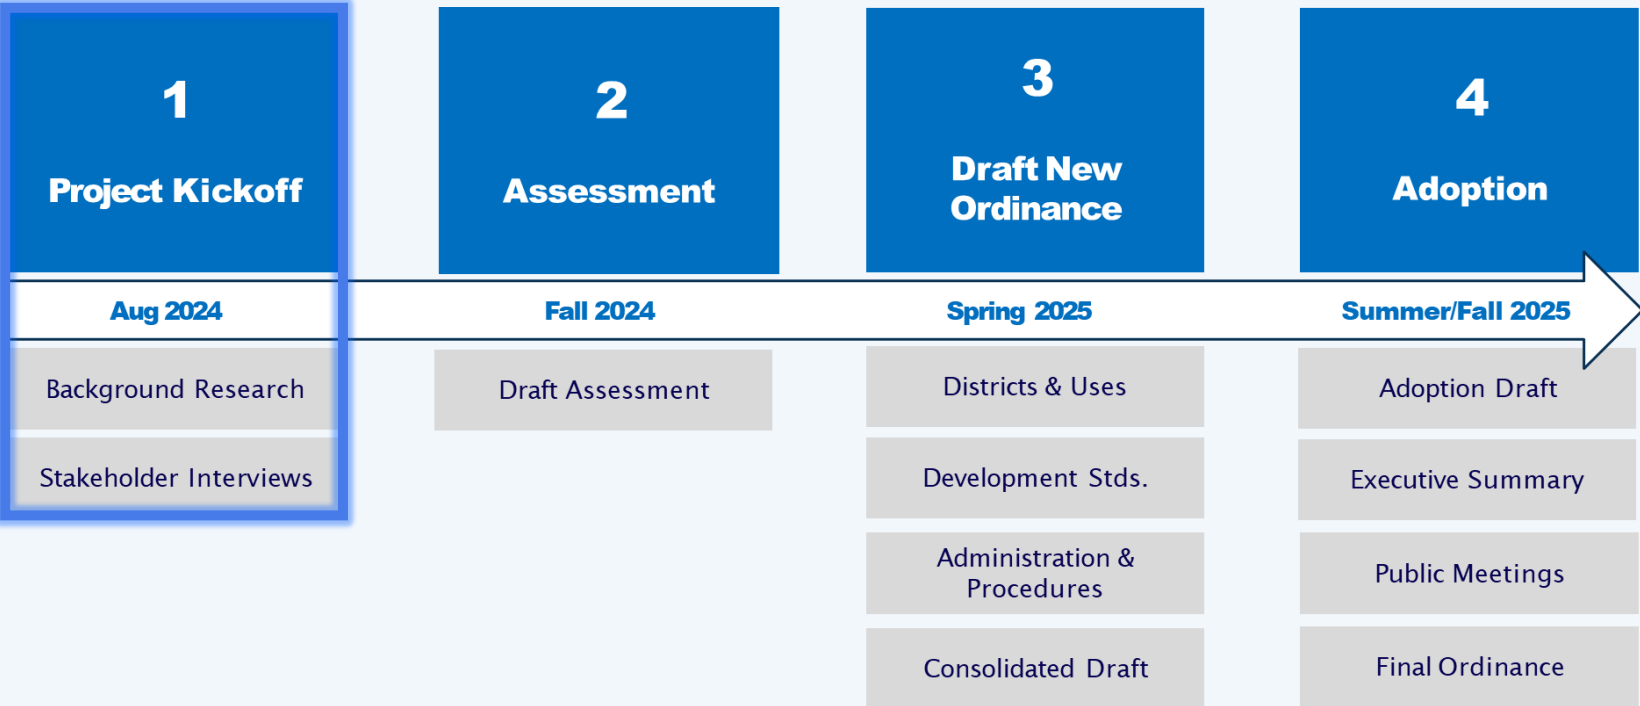 1
Project Kickoff
2
Assessment
3
Draft New
Ordinance
4
Adoption
Aug 2024
Fall 2024
Spring 2025
Summer/Fall 2025
Background Research
Stakeholder Interviews
Draft Assessment
Districts & Uses
Development Stds.
Administration &
Procedures
Consolidated Draft
Adoption Draft
Executive Summary
Public Meetings
Final Ordinance